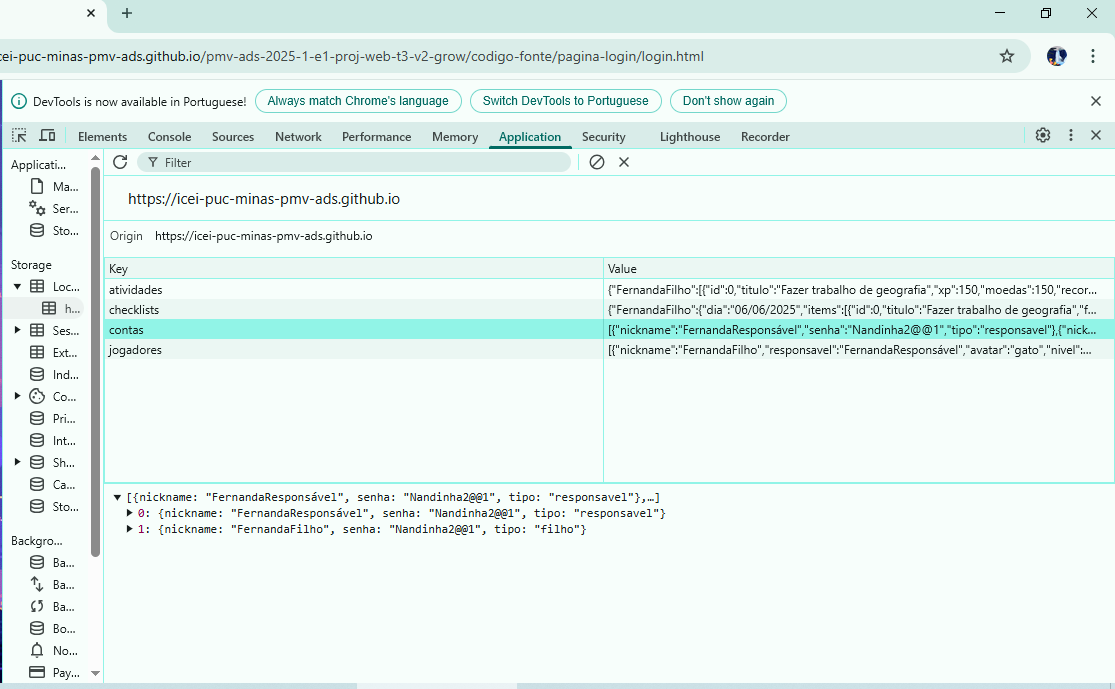 cei-puc-minas-pmv-ads.github.io/pmv-ads-2025-1-e1-proj-web-t3-v2-grow/codigo-fonte/pagina-login/login.html
DevTools is now available in Portuguese! Always match Chrome's language Switch DevTools to Portuguese Don't show again
Elements Console Sources Network Performance Memory Application Security Lighthouse Recorder
Applicati...
Ma...
Ser...
Sto...
Storage
Loc...
h...
Ses...
Ext...
Ind...
Co...
Pri...
Int...
Sh...
Ca...
Sto...
Backgro...
Ba...
Ba...
Ba...
Bo...
No...
Pay...
Filter
https://icei-puc-minas-pmv-ads.github.io
Origin https://icei-puc-minas-pmv-ads.github.io
Key Value
atividades {"FernandaFilho":[{"id":0,"titulo":"Fazer trabalho de geografia","xp":150,"moedas":150,"recor...
checklists {"FernandaFilho":{"dia":"06/06/2025","items":[{"id":0,"titulo":"Fazer trabalho de geografia","f...
contas [{"nickname":"FernandaResponsável","senha":"Nandinha2@@1","tipo":"responsavel"},{"nick...
jogadores [{"nickname":"FernandaFilho","responsavel":"FernandaResponsável","avatar":"gato","nivel":...
[{nickname: "FernandaResponsável", senha: "Nandinha2@@1", tipo: "responsavel"},…]
0: {nickname: "FernandaResponsável", senha: "Nandinha2@@1", tipo: "responsavel"}
1: {nickname: "FernandaFilho", senha: "Nandinha2@@1", tipo: "filho"}